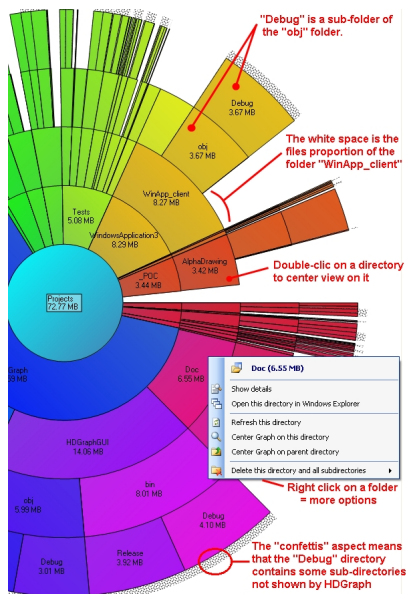 "Debug" is a sub-folder of
the "obj" folder.
Debug
3.67 MB
obj
3.67 MB
The white space is the
files proportion of the
folder "WinApp_client"
WinApp_client
8.27 MB
Tests
5.08 MB
WindowsApplication3
8.29 MB
AlphaDrawing
3.42 MB
_POC
3.44 MB
Double-clic on a directory
to center view on it
Projects
72.77 MB
Graph
99 MB
Doc
6.55 MB
Doc (6.55 MB)
Show details
Open this directory in Windows Explorer
Refresh this directory
Center Graph on this directory
Center Graph on parent directory
Delete this directory and all subdirectories
Right click on a folder
= more options
HDGraphGUI
14.06 MB
bin
8.01 MB
obj
5.99 MB
Debug
4.10 MB
Release
3.92 MB
Debug
3.01 MB
The "confettis" aspect means
that the "Debug" directory
contains some sub-directories
not shown by HDGraph